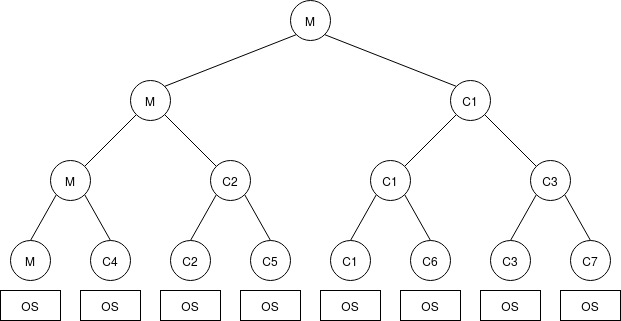 M
M C1
M C2 C1 C3
M C4 C2 C5 C1 C6 C3 C7
OS OS OS OS OS OS OS OS